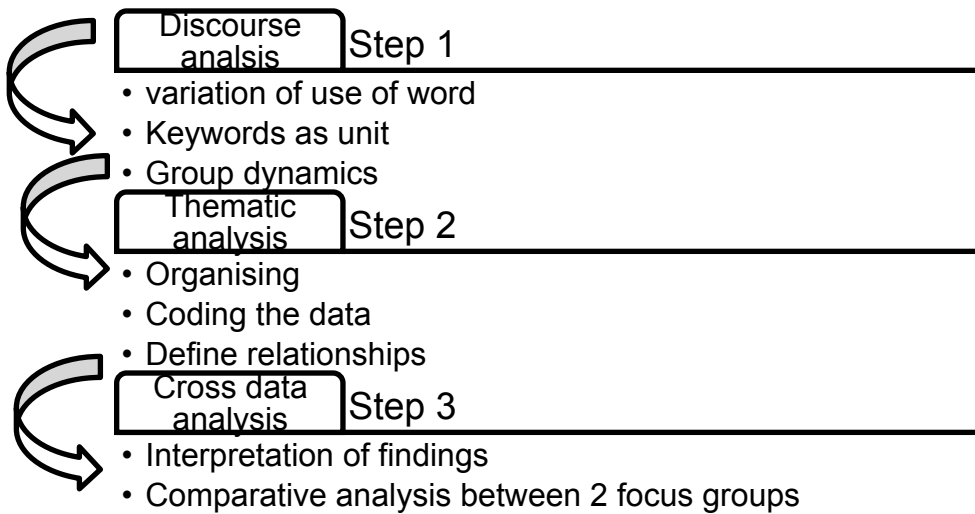 Discourse
analsis
Step 1
• variation of use of word
• Keywords as unit
• Group dynamics
Thematic
analysis
Step 2
• Organising
• Coding the data
• Define relationships
Cross data
analysis
Step 3
• Interpretation of findings
• Comparative analysis between 2 focus groups